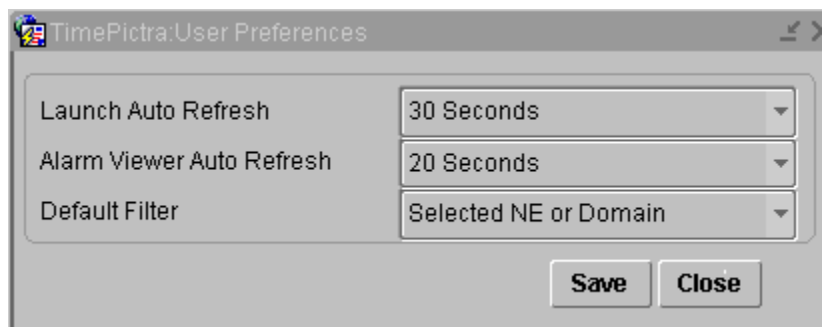 TimePictra:User Preferences
Launch Auto Refresh 30 Seconds
Alarm Viewer Auto Refresh 20 Seconds
Default Filter Selected NE or Domain
Save Close